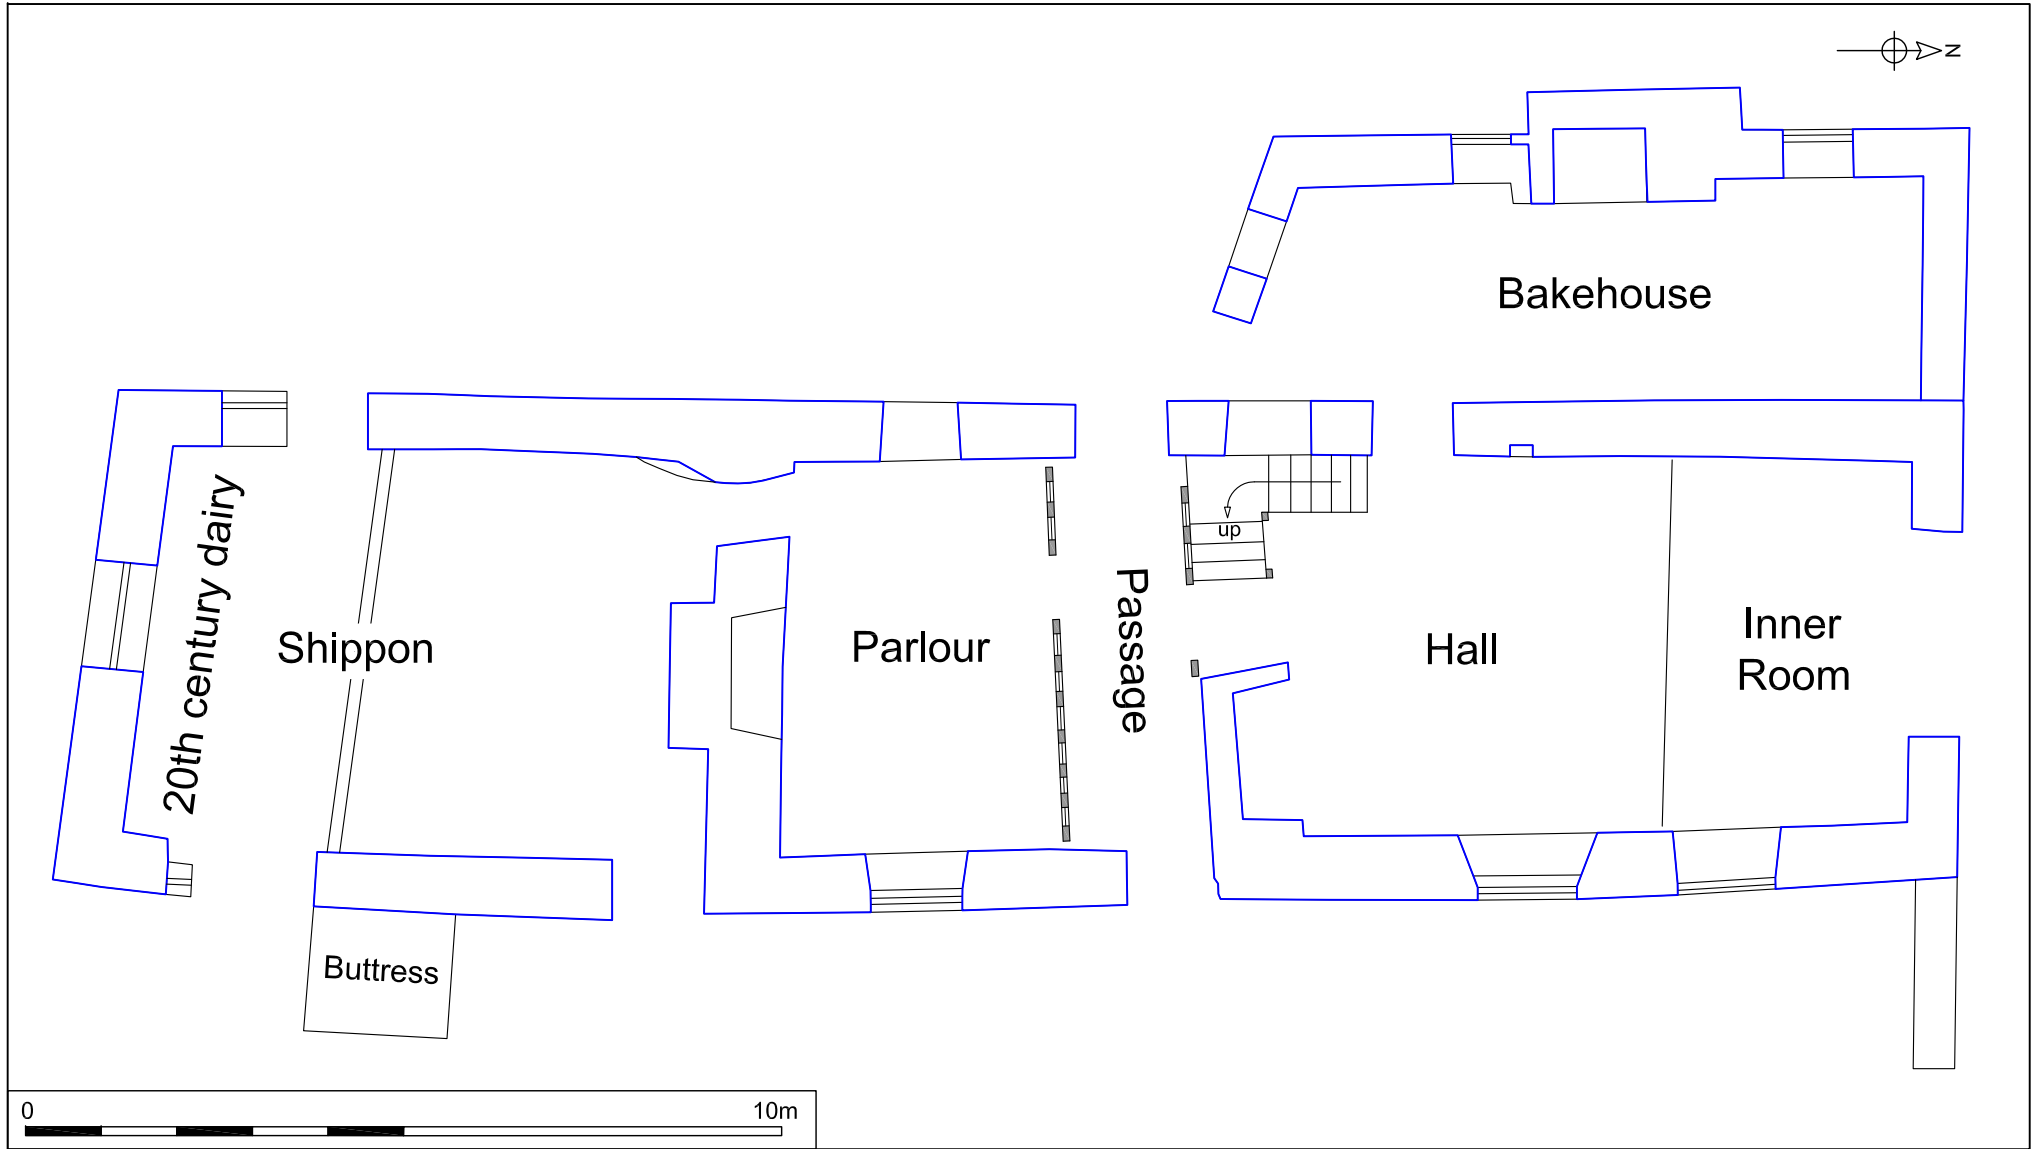 N
Bakehouse
20th century dairy
Shippon
Parlour
Passage
up
Hall
Inner
Room
Buttress
0
10m